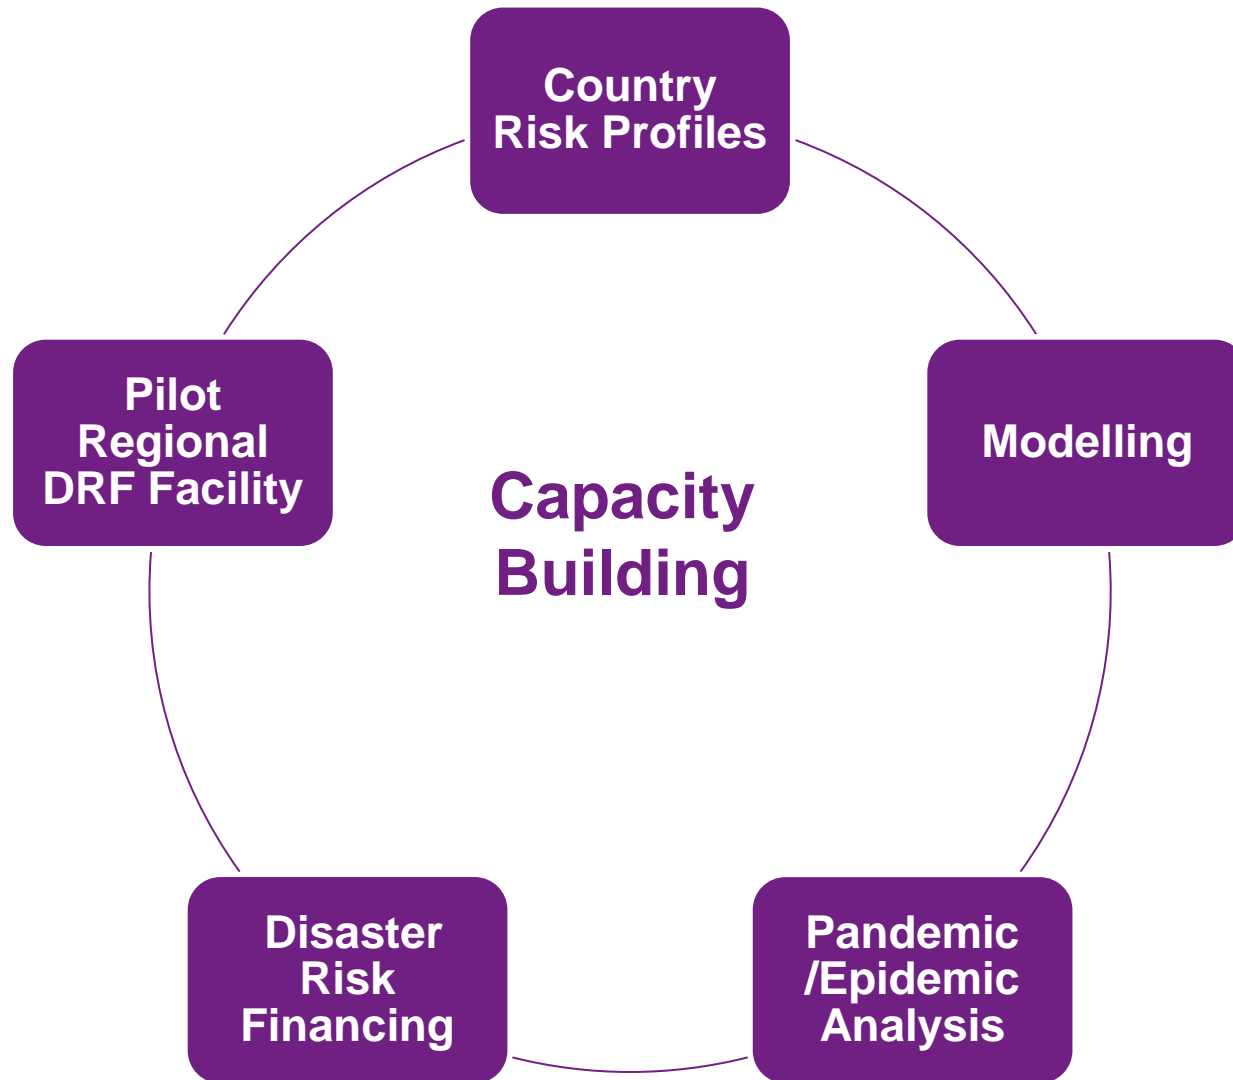 Country
Risk Profiles
Pilot
Regional
DRF Facility
Modelling
Capacity
Building
Disaster
Risk
Financing
Pandemic
/Epidemic
Analysis